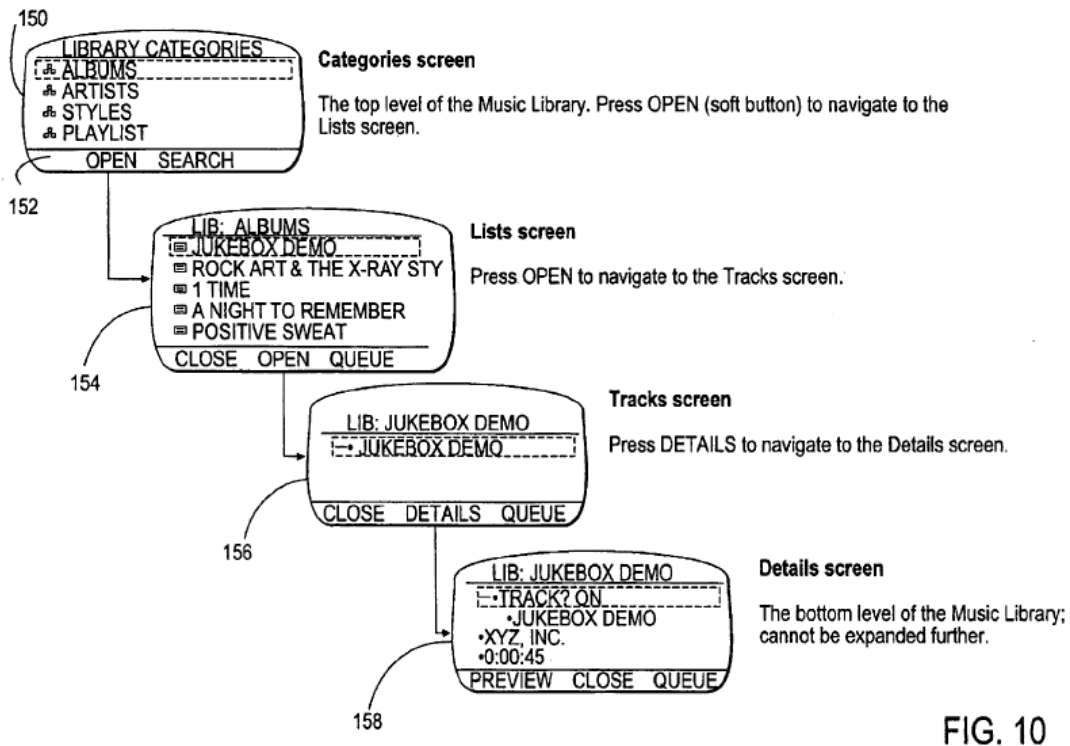 150
LIBRARY CATEGORIES
ALBUMS
ARTISTS
STYLES
PLAYLIST
OPEN SEARCH
152
Categories screen
The top level of the Music Library. Press OPEN (soft button) to navigate to the
Lists screen.
LIB: ALBUMS
JUKEBOX DEMO
ROCK ART & THE X-RAY STY
1 TIME
A NIGHT TO REMEMBER
POSITIVE SWEAT
CLOSE OPEN QUEUE
154
Lists screen
Press OPEN to navigate to the Tracks screen.
LIB: JUKEBOX DEMO
JUKEBOX DEMO
CLOSE DETAILS QUEUE
156
Tracks screen
Press DETAILS to navigate to the Details screen.
LIB: JUKEBOX DEMO
•TRACK? ON
•JUKEBOX DEMO
•XYZ, INC.
•0:00:45
PREVIEW CLOSE QUEUE
158
Details screen
The bottom level of the Music Library;
cannot be expanded further.
FIG. 10